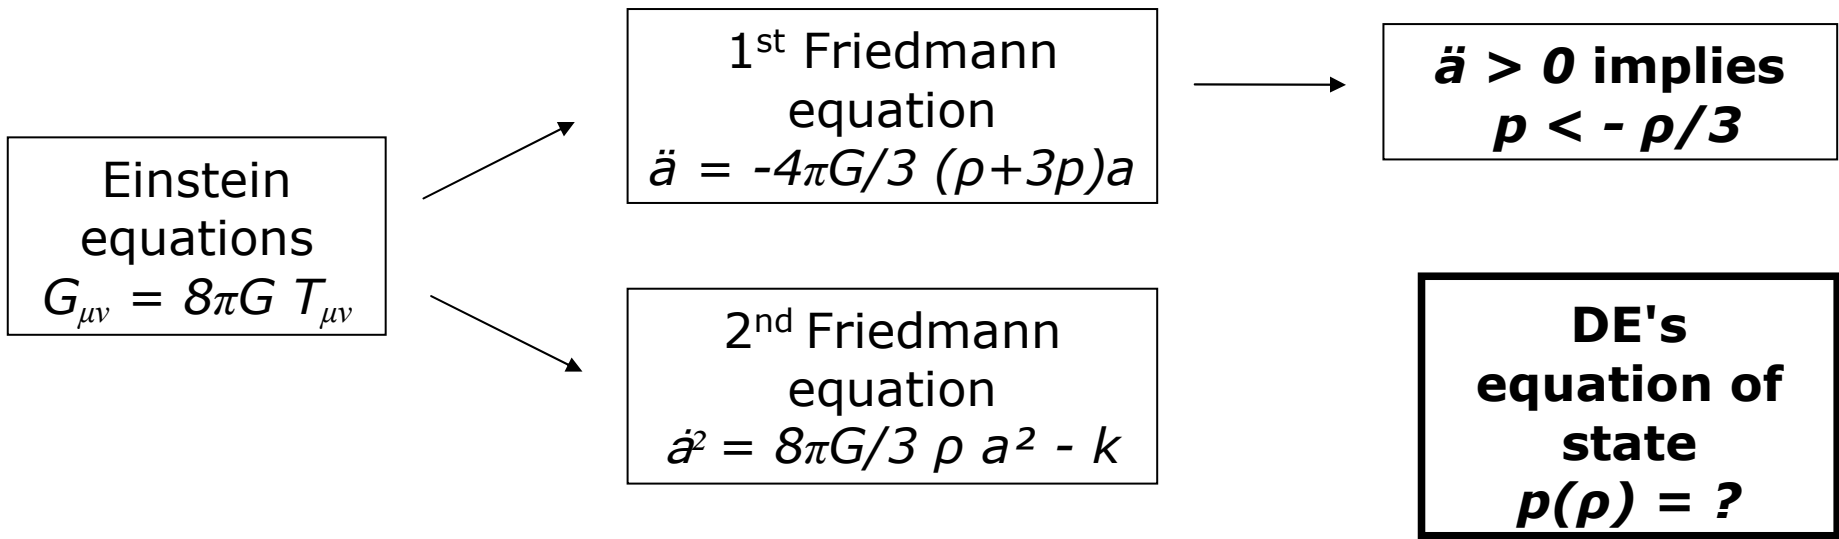 Einstein
equations
Gμν = 8πG Tμν
1st Friedmann
equation
ä = -4πG/3 (ρ+3p)a
2nd Friedmann
equation
ȧ² = 8πG/3 ρ a² - k
ä > 0 implies
p < - ρ/3
DE's
equation of
state
p(ρ) = ?